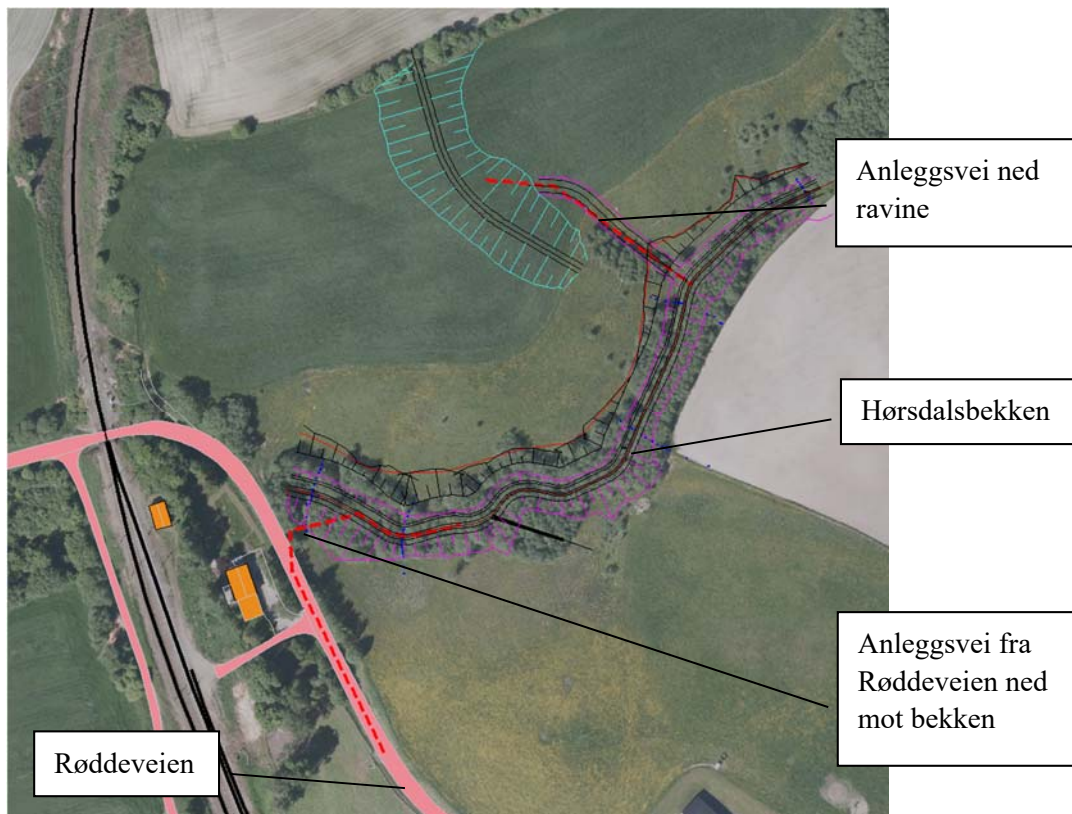 Anleggsvei ned
ravine
Hørsdalsbekken
Anleggsvei fra
Røddeveien ned
mot bekken
Røddeveien